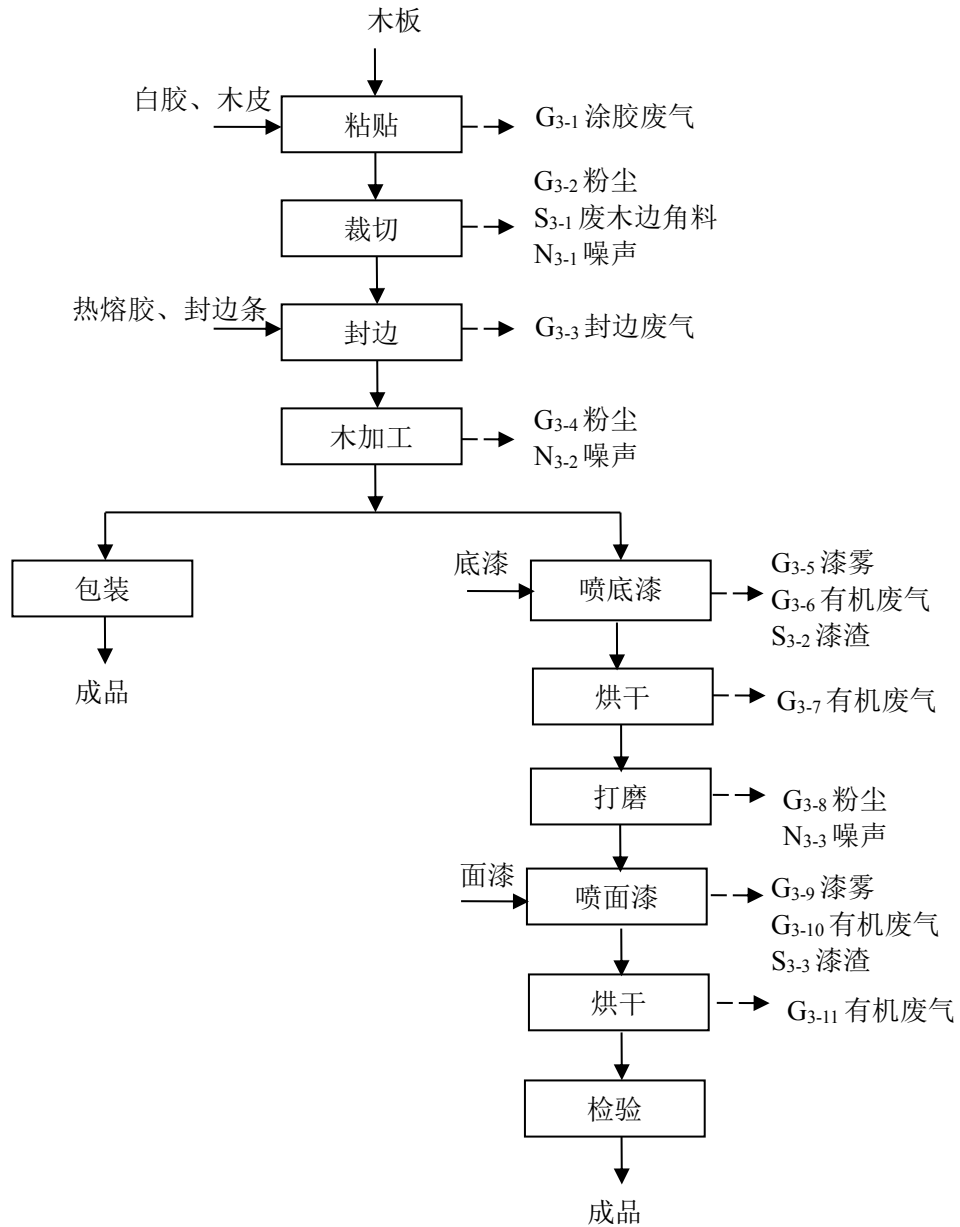 木板
白胶、木皮
粘贴
G3-1 涂胶废气
裁切
G3-2 粉尘
S3-1 废木边角料
N3-1 噪声
热熔胶、封边条
封边
G3-3 封边废气
木加工
G3-4 粉尘
N3-2 噪声
包装
成品
底漆
喷底漆
G3-5 漆雾
G3-6 有机废气
S3-2 漆渣
烘干
G3-7 有机废气
打磨
G3-8 粉尘
N3-3 噪声
面漆
喷面漆
G3-9 漆雾
G3-10 有机废气
S3-3 漆渣
烘干
G3-11 有机废气
检验
成品